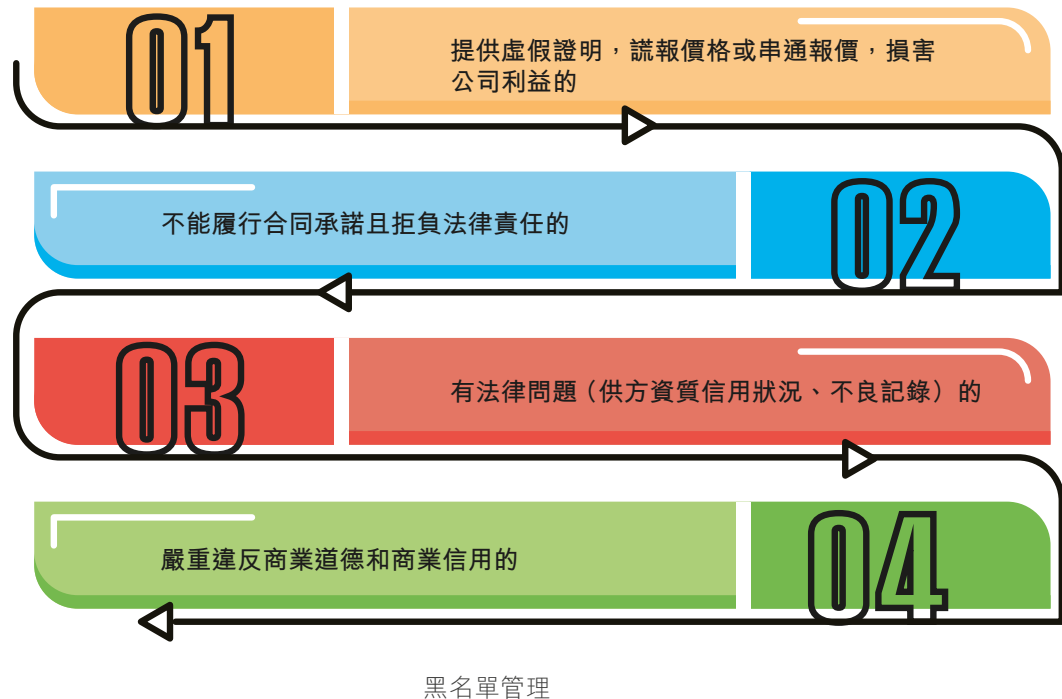 01
提供虛假證明，謊報價格或串通報價，損害
公司利益的
不能履行合同承諾且拒負法律責任的
02
03
有法律問題（供方資質信用狀況、不良記錄）的
嚴重違反商業道德和商業信用的
04
黑名單管理